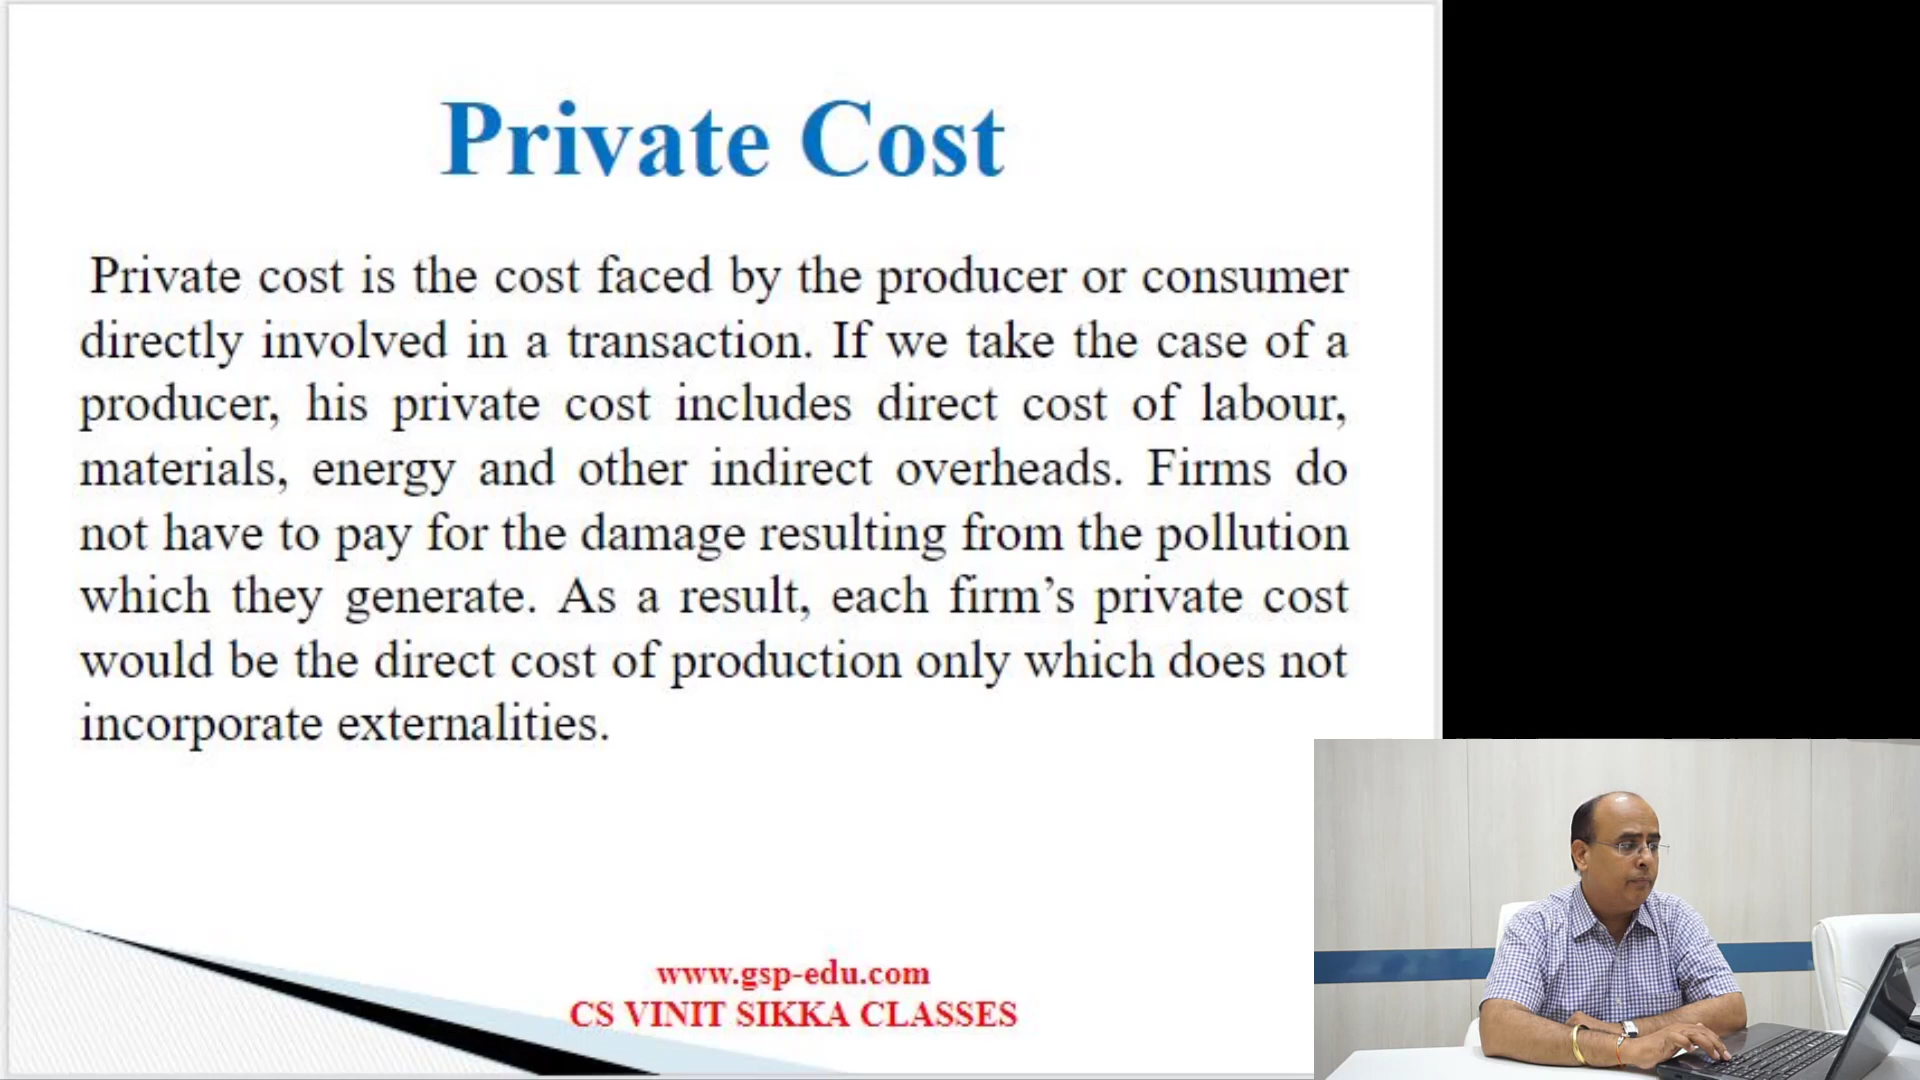 Private Cost
Private cost is the cost faced by the producer or consumer
directly involved in a transaction. If we take the case of a
producer, his private cost includes direct cost of labour,
materials, energy and other indirect overheads. Firms do
not have to pay for the damage resulting from the pollution
which they generate. As a result, each firm’s private cost
would be the direct cost of production only which does not
incorporate externalities.
www.gsp-edu.com
CS VINIT SIKKA CLASSES